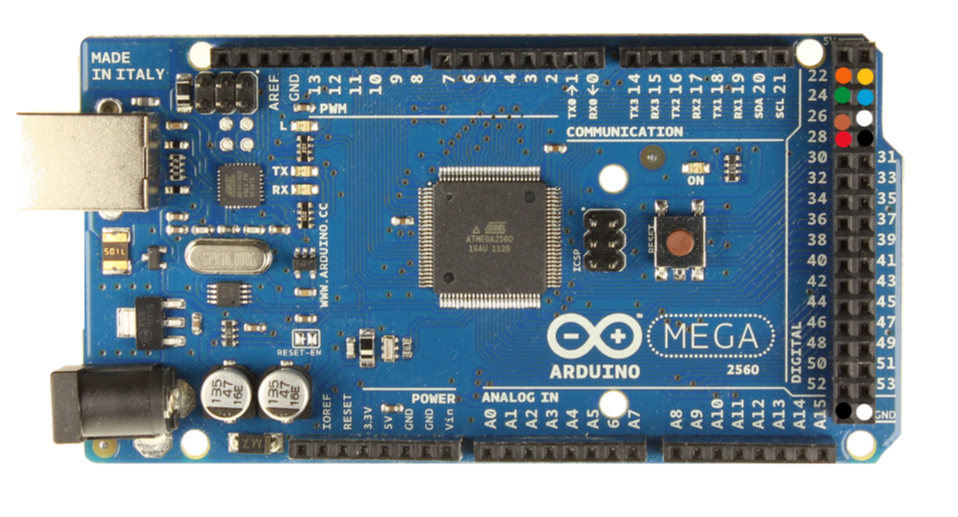 MADE
IN ITALY
AREF
GND
13
12
11
10
9
8
7
6
5
4
3
2
TX0→1
RX0←0
TX3 14
RX3 15
TX2 16
RX2 17
TX1 18
RX1 19
SDA 20
SCL 21
5V
PWM
COMMUNICATION
L
TX
RX
ON
22
24
26
28
30 31
32 33
34 35
36 37
38 39
40 41
42 43
44 45
46 47
48 49
50 51
52 53
GND
DIGITAL
ATMEGA2560
ICSP
RESET
WWW.ARDUINO.CC
RESET-EN
ARDUINO
TM
MEGA
2560
135
47
16E
135
47
16E
POWER
ANALOG IN
IOREF
RESET
3.3V
5V
GND
GND
Vin
A0
A1
A2
A3
A4
A5
6
A7
A8
A9
A10
A11
A12
A13
A14
A15